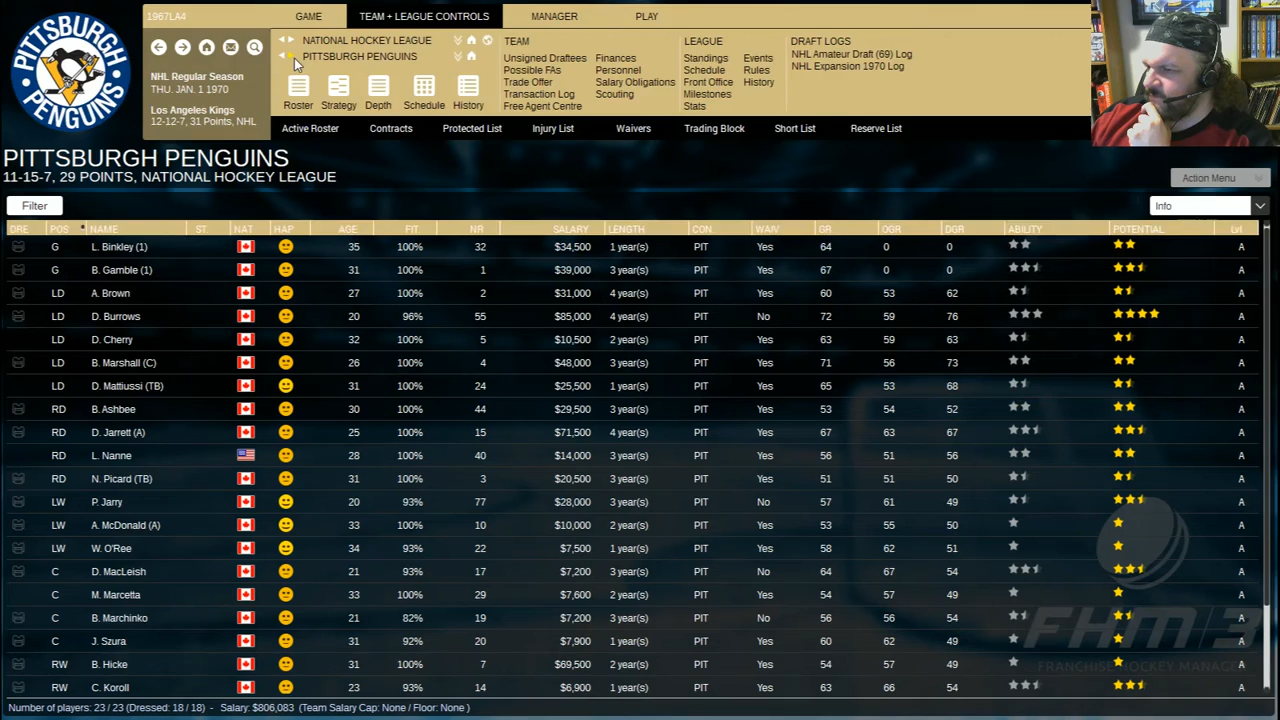 PITTSBURGH
PENGUINS
1967LA4
GAME TEAM + LEAGUE CONTROLS MANAGER PLAY
NHL Regular Season
THU. JAN. 1 1970
Los Angeles Kings
12-12-7, 31 Points, NHL
NATIONAL HOCKEY LEAGUE
PITTSBURGH PENGUINS
Roster Strategy Depth Schedule History
TEAM
Unsigned Draftees Finances
Possible FAs Personnel
Trade Offer Salary Obligations
Transaction Log Scouting
Free Agent Centre
LEAGUE
Standings Events
Schedule Rules
Front Office History
Milestones
Stats
DRAFT LOGS
NHL Amateur Draft (69) Log
NHL Expansion 1970 Log
Active Roster Contracts Protected List Injury List Waivers Trading Block Short List Reserve List
PITTSBURGH PENGUINS
11-15-7, 29 POINTS, NATIONAL HOCKEY LEAGUE
Action Menu
Filter
Info
DRE POS NAME ST. NAT HAP AGE FIT NR SALARY LENGTH CON. WAIV GR OGR DGR ABILITY POTENTIAL Lvl
G L. Binkley (1) 35 100% 32 $34,500 1 year(s) PIT Yes 64 0 0 A
G B. Gamble (1) 31 100% 1 $39,000 3 year(s) PIT Yes 67 0 0 A
LD A. Brown 27 100% 2 $31,000 4 year(s) PIT Yes 60 53 62 A
LD D. Burrows 20 96% 55 $85,000 4 year(s) PIT No 72 59 76 A
LD D. Cherry 32 100% 5 $10,500 2 year(s) PIT Yes 63 59 63 A
LD B. Marshall (C) 26 100% 4 $48,000 3 year(s) PIT Yes 71 56 73 A
LD D. Mattiussi (TB) 31 100% 24 $25,500 1 year(s) PIT Yes 65 53 68 A
RD B. Ashbee 30 100% 44 $29,500 3 year(s) PIT Yes 53 54 52 A
RD D. Jarrett (A) 25 100% 15 $71,500 4 year(s) PIT Yes 67 63 67 A
RD L. Nanne 28 100% 40 $14,000 3 year(s) PIT Yes 56 51 56 A
RD N. Picard (TB) 31 100% 3 $20,500 3 year(s) PIT Yes 51 51 50 A
LW P. Jarry 20 93% 77 $28,000 3 year(s) PIT No 57 61 49 A
LW A. McDonald (A) 33 100% 10 $10,000 2 year(s) PIT Yes 53 55 50 A
LW W. O'Ree 34 93% 22 $7,500 1 year(s) PIT Yes 58 62 51 A
C D. MacLeish 21 93% 17 $7,200 3 year(s) PIT No 64 67 54 A
C M. Marcetta 33 100% 29 $7,600 2 year(s) PIT Yes 54 57 49 A
C B. Marchinko 21 82% 19 $7,200 3 year(s) PIT No 56 56 54 A
C J. Szura 31 92% 20 $7,900 1 year(s) PIT Yes 60 62 49 A
RW B. Hicke 31 100% 7 $69,500 2 year(s) PIT Yes 54 57 49 A
RW C. Koroll 23 93% 14 $6,900 1 year(s) PIT Yes 63 66 54 A
FHM|3
FRANCHISE HOCKEY MANAGER
Number of players: 23 / 23 (Dressed: 18 / 18) - Salary: $806,083 (Team Salary Cap: None / Floor: None )